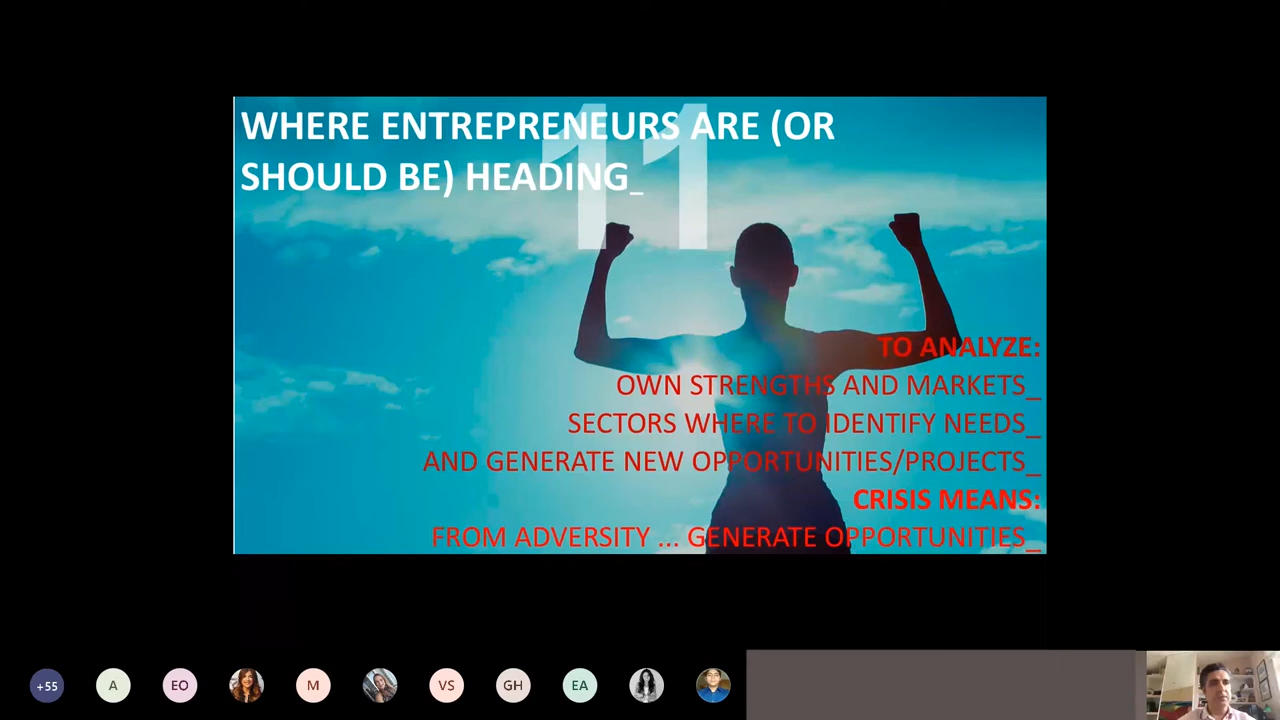 11
WHERE ENTREPRENEURS ARE (OR
SHOULD BE) HEADING_
TO ANALYZE:
OWN STRENGTHS AND MARKETS_
SECTORS WHERE TO IDENTIFY NEEDS_
AND GENERATE NEW OPPORTUNITIES/PROJECTS_
CRISIS MEANS:
FROM ADVERSITY ... GENERATE OPPORTUNITIES_
+55 A EO M VS GH EA